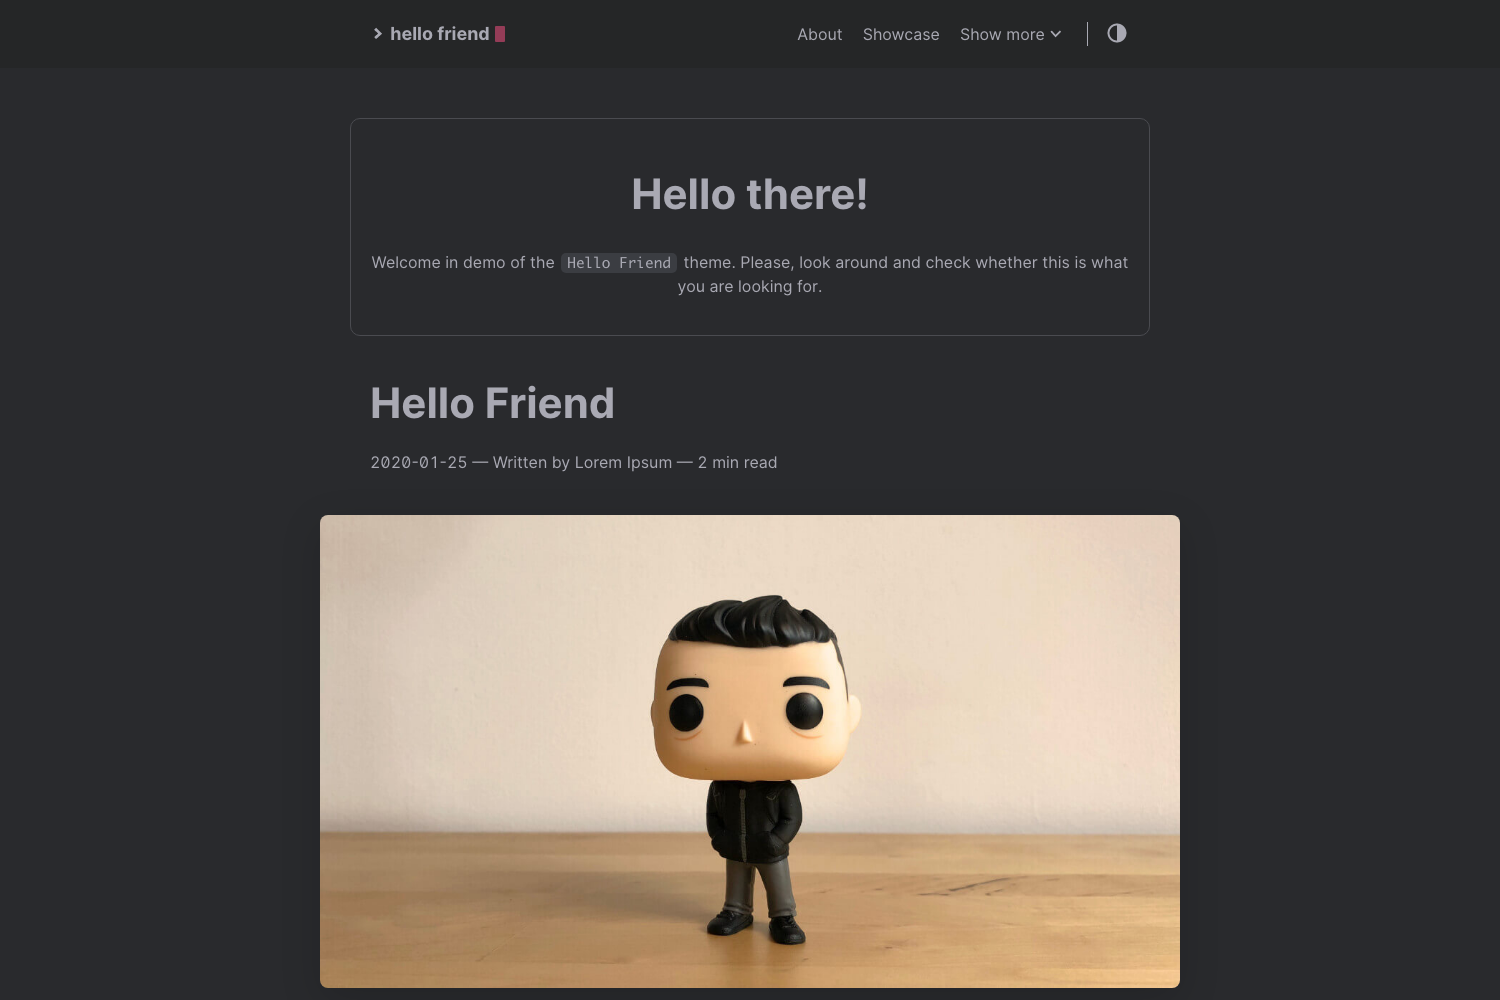 hello friend
About Showcase Show more
Hello there!
Welcome in demo of the Hello Friend theme. Please, look around and check whether this is what
you are looking for.
Hello Friend
2020-01-25 — Written by Lorem Ipsum — 2 min read